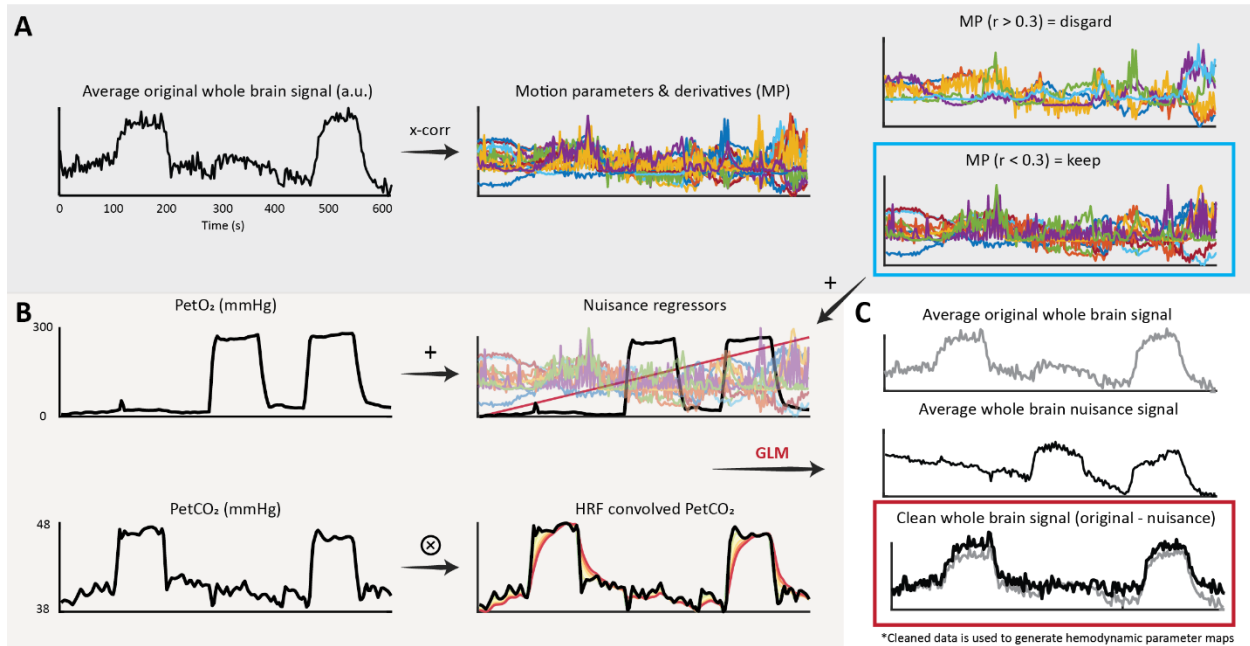 A
Average original whole brain signal (a.u.)
0 100 200 300 400 500 600
Time (s)
x-corr
Motion parameters & derivatives (MP)
MP (r > 0.3) = disgard
MP (r < 0.3) = keep
+
B
PetO₂ (mmHg)
300
0
+
Nuisance regressors
GLM
PetCO₂ (mmHg)
48
38
⊗
HRF convolved PetCO₂
C
Average original whole brain signal
Average whole brain nuisance signal
Clean whole brain signal (original - nuisance)
*Cleaned data is used to generate hemodynamic parameter maps